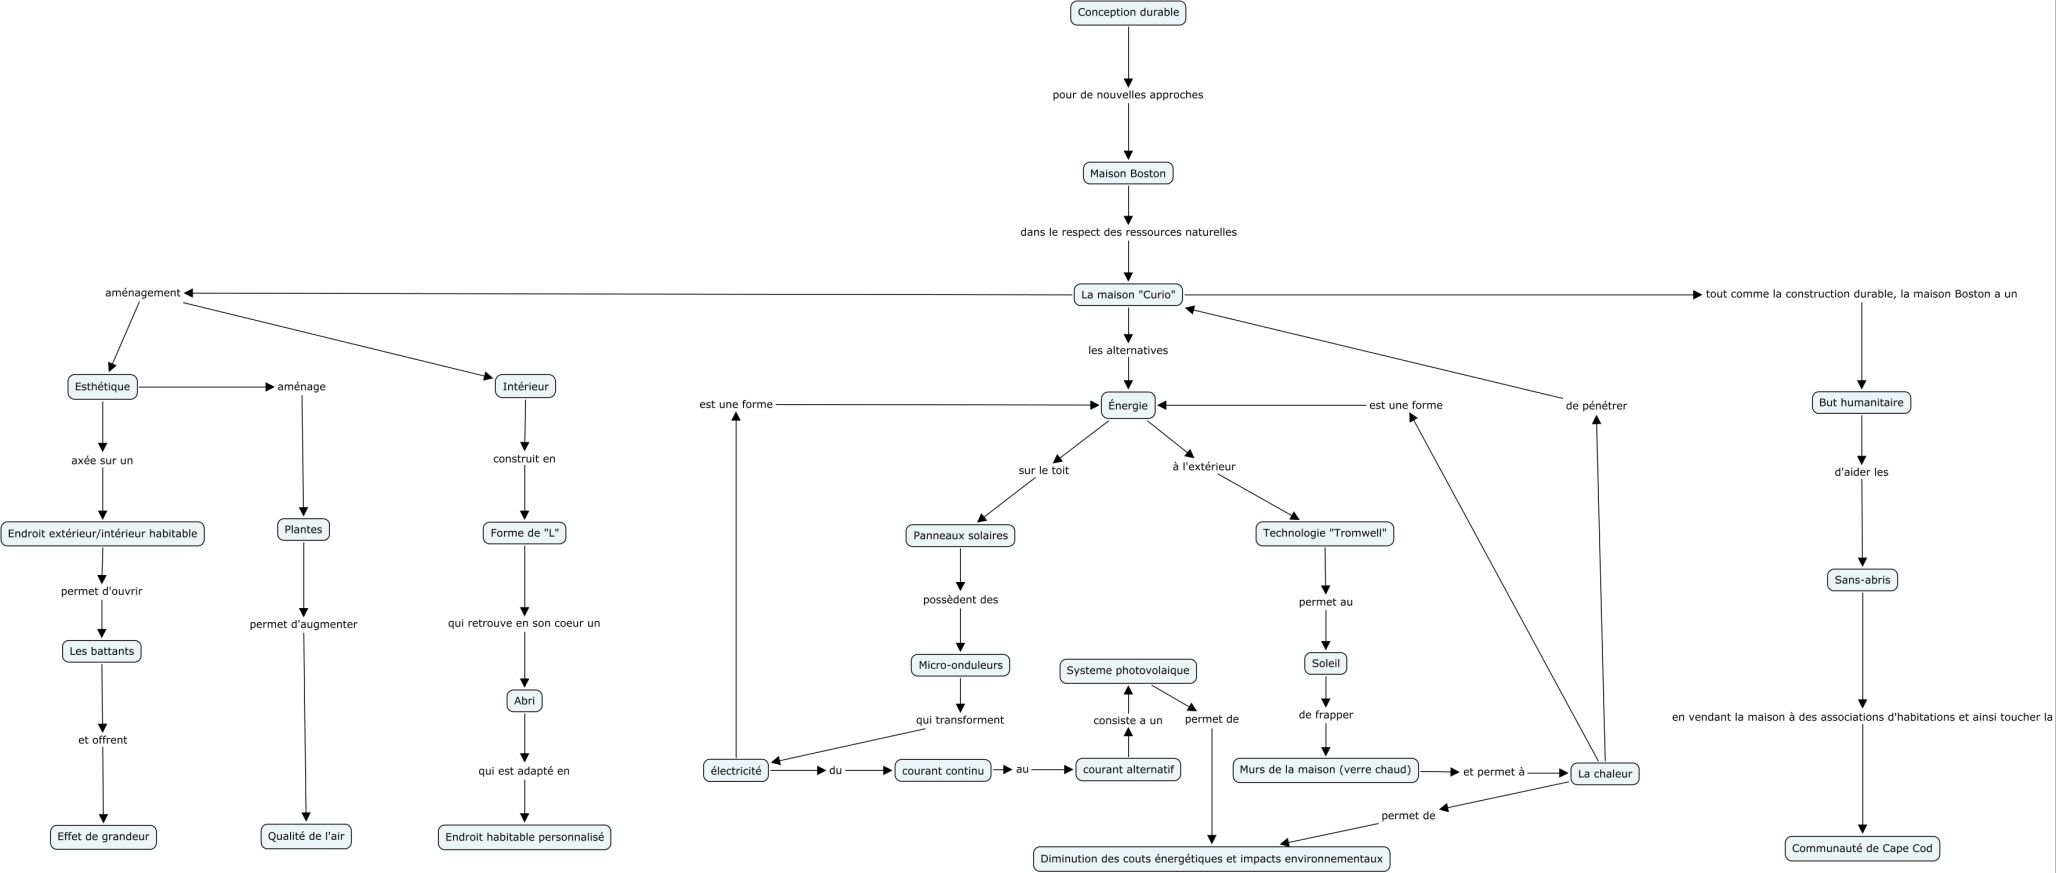 Conception durable
pour de nouvelles approches
Maison Boston
dans le respect des ressources naturelles
aménagement
La maison "Curio"
tout comme la construction durable, la maison Boston a un
les alternatives
Esthétique
aménage
Intérieur
est une forme
Énergie
est une forme
de pénétrer
But humanitaire
axée sur un
construit en
sur le toit
à l'extérieur
d'aider les
Endroit extérieur/intérieur habitable
Plantes
Forme de "L"
Panneaux solaires
Technologie "Tromwell"
Sans-abris
permet d'ouvrir
permet d'augmenter
qui retrouve en son coeur un
possèdent des
permet au
Les battants
Micro-onduleurs
Systeme photovolaique
Soleil
Abri
et offrent
qui transforment
consiste a un
permet de
de frapper
en vendant la maison à des associations d'habitations et ainsi toucher la
qui est adapté en
électricité
du
courant continu
au
courant alternatif
Murs de la maison (verre chaud)
et permet à
La chaleur
permet de
Effet de grandeur
Qualité de l'air
Endroit habitable personnalisé
Diminution des couts énergétiques et impacts environnementaux
Communauté de Cape Cod